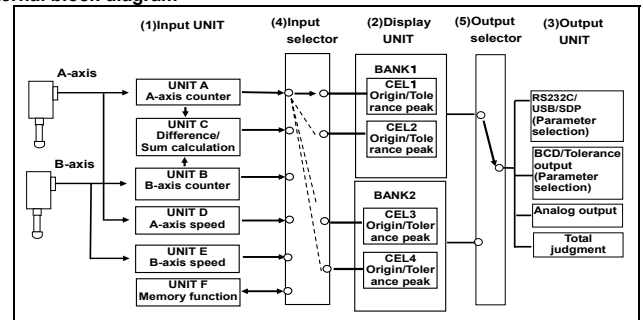 ernal block diagram
(1)Input UNIT
(4)Input
selector
(2)Display
UNIT
(5)Output
selector
(3)Output
UNIT
A-axis
B-axis
UNIT A
A-axis counter
UNIT C
Difference/
Sum calculation
UNIT B
B-axis counter
UNIT D
A-axis speed
UNIT E
B-axis speed
UNIT F
Memory function
BANK1
CEL1
Origin/Tole
rance peak
CEL2
Origin/Tole
rance peak
BANK2
CEL3
Origin/Toler
ance peak
CEL4
Origin/Toler
ance peak
RS232C/
USB/SDP
(Parameter
selection)
BCD/Tolerance
output
(Parameter
selection)
Analog output
Total
judgment